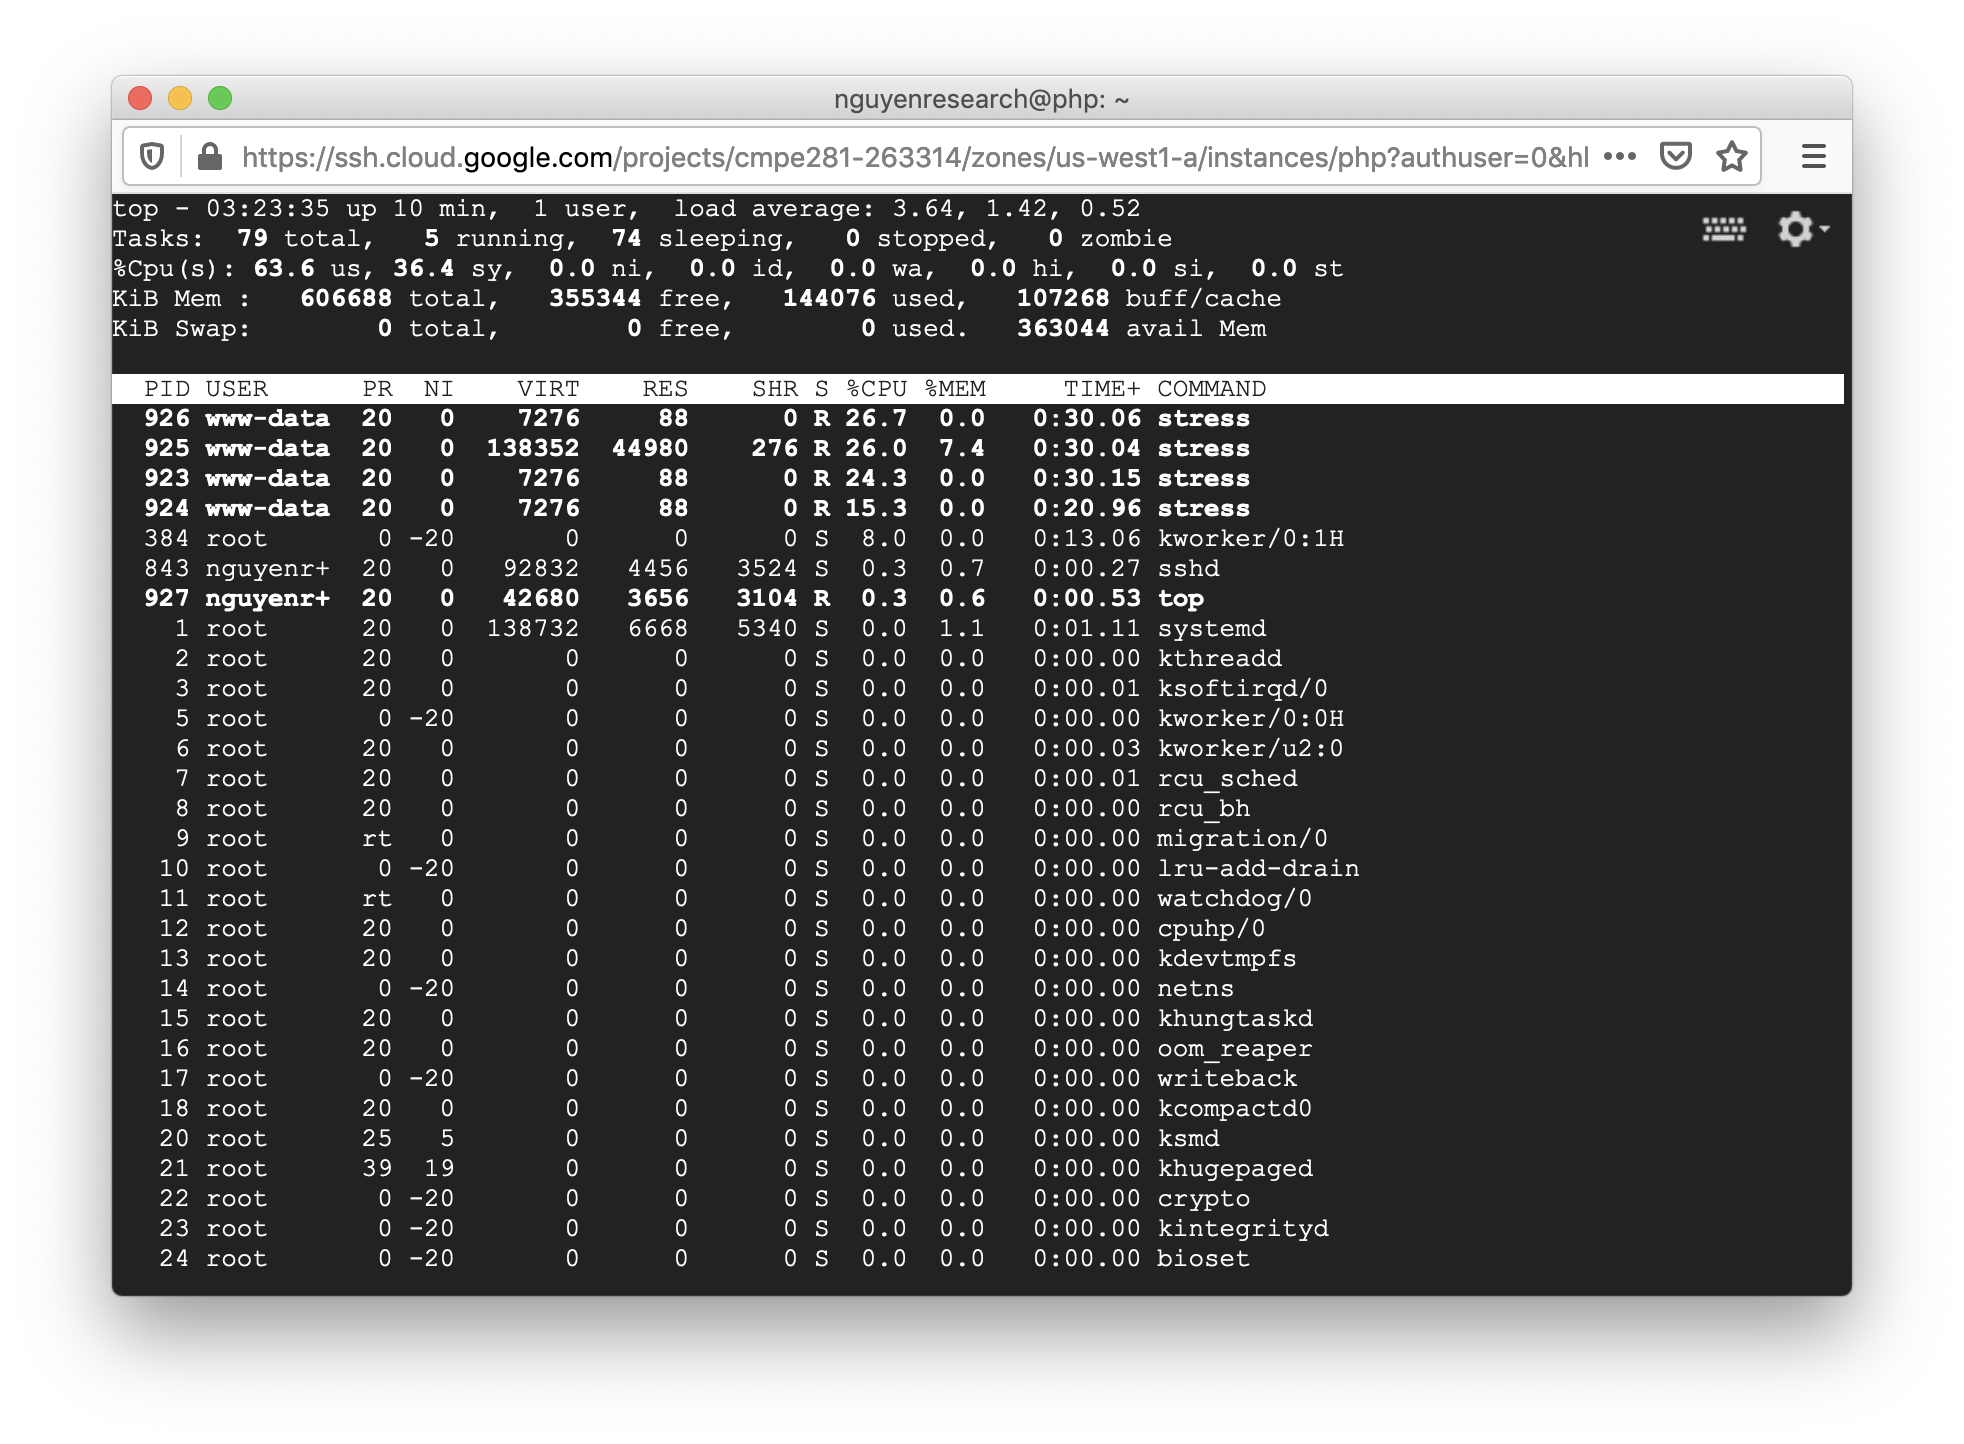 nguyenresearch@php: ~
https://ssh.cloud.google.com/projects/cmpe281-263314/zones/us-west1-a/instances/php?authuser=0&hl
top - 03:23:35 up 10 min,  1 user,  load average: 3.64, 1.42, 0.52
Tasks:  79 total,   5 running,  74 sleeping,   0 stopped,   0 zombie
%Cpu(s): 63.6 us, 36.4 sy,  0.0 ni,  0.0 id,  0.0 wa,  0.0 hi,  0.0 si,  0.0 st
KiB Mem :   606688 total,   355344 free,   144076 used,   107268 buff/cache
KiB Swap:        0 total,        0 free,        0 used.   363044 avail Mem
PID USER      PR  NI    VIRT    RES    SHR S %CPU %MEM     TIME+ COMMAND
926 www-data  20   0    7276     88      0 R 26.7  0.0   0:30.06 stress
925 www-data  20   0  138352  44980    276 R 26.0  7.4   0:30.04 stress
923 www-data  20   0    7276     88      0 R 24.3  0.0   0:30.15 stress
924 www-data  20   0    7276     88      0 R 15.3  0.0   0:20.96 stress
384 root       0 -20       0      0      0 S  8.0  0.0   0:13.06 kworker/0:1H
843 nguyenr+  20   0   92832   4456   3524 S  0.3  0.7   0:00.27 sshd
927 nguyenr+  20   0   42680   3656   3104 R  0.3  0.6   0:00.53 top
1 root      20   0  138732   6668   5340 S  0.0  1.1   0:01.11 systemd
2 root      20   0       0      0      0 S  0.0  0.0   0:00.00 kthreadd
3 root      20   0       0      0      0 S  0.0  0.0   0:00.01 ksoftirqd/0
5 root       0 -20       0      0      0 S  0.0  0.0   0:00.00 kworker/0:0H
6 root      20   0       0      0      0 S  0.0  0.0   0:00.03 kworker/u2:0
7 root      20   0       0      0      0 S  0.0  0.0   0:00.01 rcu_sched
8 root      20   0       0      0      0 S  0.0  0.0   0:00.00 rcu_bh
9 root      rt   0       0      0      0 S  0.0  0.0   0:00.00 migration/0
10 root       0 -20       0      0      0 S  0.0  0.0   0:00.00 lru-add-drain
11 root      rt   0       0      0      0 S  0.0  0.0   0:00.00 watchdog/0
12 root      20   0       0      0      0 S  0.0  0.0   0:00.00 cpuhp/0
13 root      20   0       0      0      0 S  0.0  0.0   0:00.00 kdevtmpfs
14 root       0 -20       0      0      0 S  0.0  0.0   0:00.00 netns
15 root      20   0       0      0      0 S  0.0  0.0   0:00.00 khungtaskd
16 root      20   0       0      0      0 S  0.0  0.0   0:00.00 oom_reaper
17 root       0 -20       0      0      0 S  0.0  0.0   0:00.00 writeback
18 root      20   0       0      0      0 S  0.0  0.0   0:00.00 kcompactd0
20 root      25   5       0      0      0 S  0.0  0.0   0:00.00 ksmd
21 root      39  19       0      0      0 S  0.0  0.0   0:00.00 khugepaged
22 root       0 -20       0      0      0 S  0.0  0.0   0:00.00 crypto
23 root       0 -20       0      0      0 S  0.0  0.0   0:00.00 kintegrityd
24 root       0 -20       0      0      0 S  0.0  0.0   0:00.00 bioset